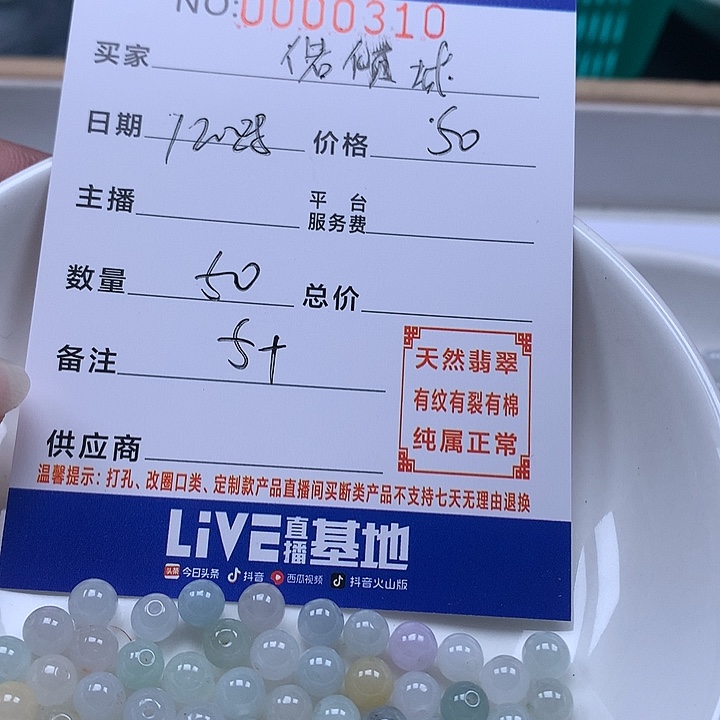 NO:0000310
买家
日期 价格 50
主播 平台服务费
数量 50 总价
备注 5+
天然翡翠
有纹有裂有棉
纯属正常
供应商
温馨提示：打孔、改圈口类、定制款产品直播间买断类产品不支持七天无理由退换
LiVE直播基地
头条 今日头条 抖音 西瓜视频 抖音火山版